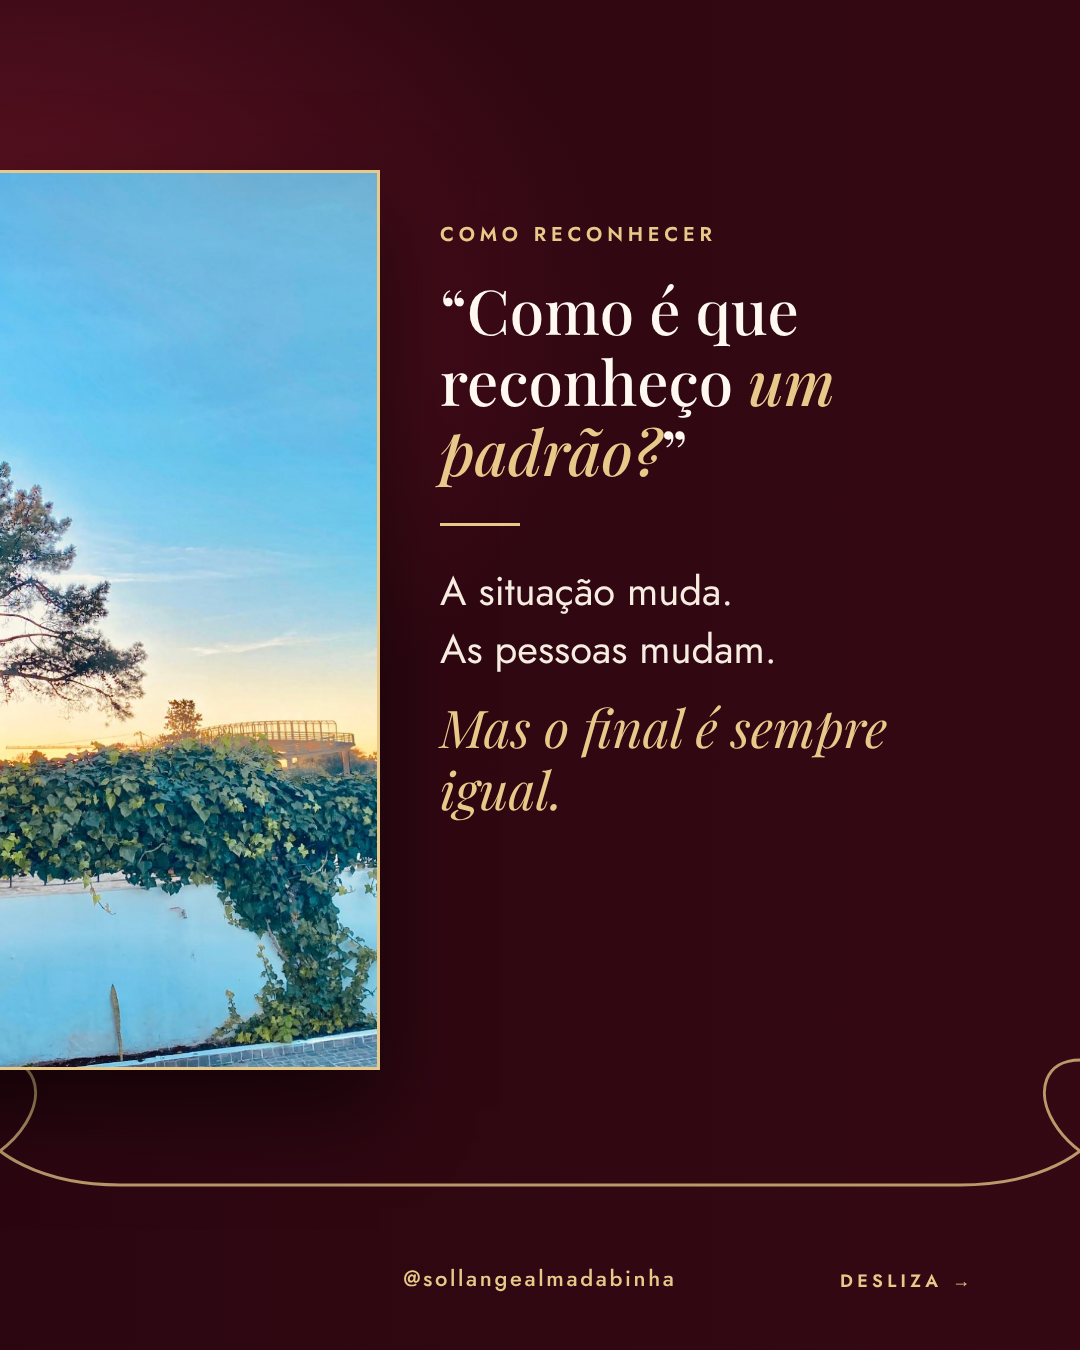 COMO RECONHECER
“Como é que
reconheço um
padrão?”
A situação muda.
As pessoas mudam.
Mas o final é sempre
igual.
@sollangealmadabinha
DESLIZA →